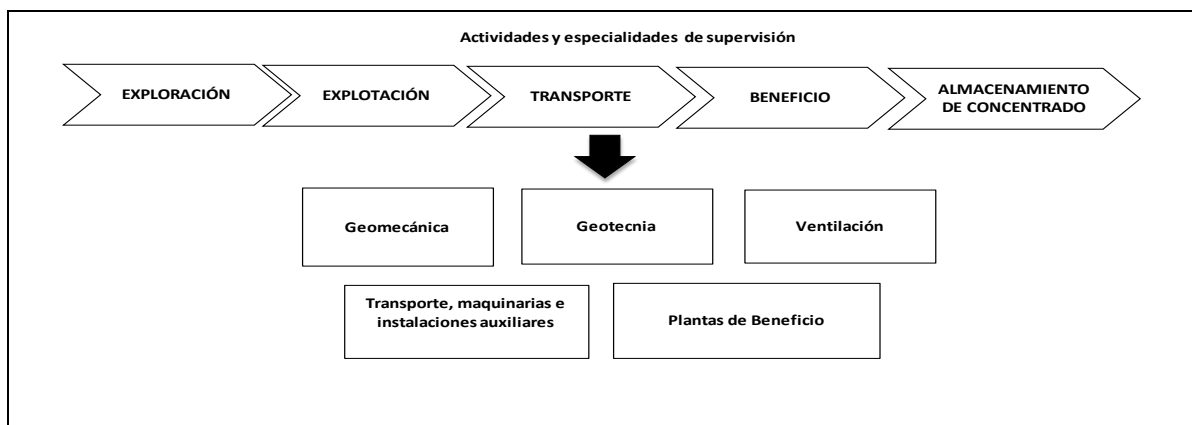 Actividades y especialidades de supervisión
EXPLORACIÓN
EXPLOTACIÓN
TRANSPORTE
BENEFICIO
ALMACENAMIENTO
DE CONCENTRADO
Geomecánica
Geotecnia
Ventilación
Transporte, maquinarias e
instalaciones auxiliares
Plantas de Beneficio